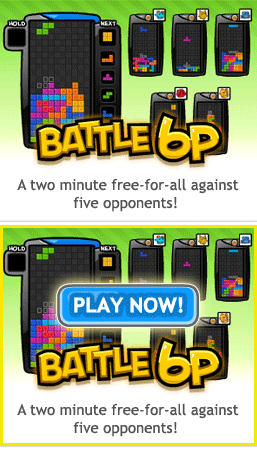 HOLD NEXT
BATTLE 6P
A two minute free-for-all against
five opponents!
HOLD NEXT
PLAY NOW!
BATTLE 6P
A two minute free-for-all against
five opponents!